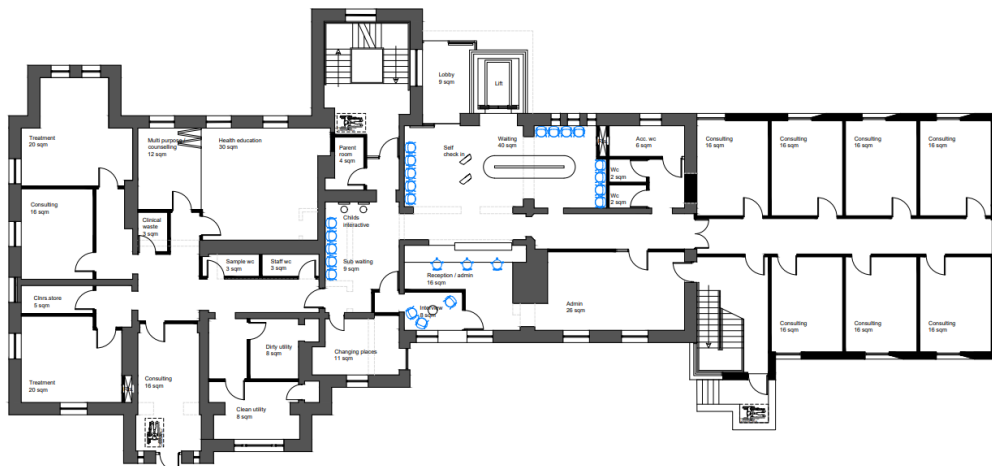 Lobby
9 sqm
Lift
Treatment
20 sqm
Multi purpose /
counselling
12 sqm
Health education
30 sqm
Parent
room
4 sqm
Self
check in
Waiting
40 sqm
Acc. wc
6 sqm
Consulting
16 sqm
Consulting
16 sqm
Consulting
16 sqm
Consulting
16 sqm
Wc
2 sqm
Wc
2 sqm
Consulting
16 sqm
Clinical
waste
3 sqm
Childs
interactive
Sample wc
3 sqm
Staff wc
3 sqm
Sub waiting
9 sqm
Reception / admin
16 sqm
Admin
26 sqm
Clnrs.store
5 sqm
Interview
8 sqm
Consulting
16 sqm
Consulting
16 sqm
Consulting
16 sqm
Treatment
20 sqm
Consulting
16 sqm
Dirty utility
8 sqm
Changing places
11 sqm
Clean utility
8 sqm